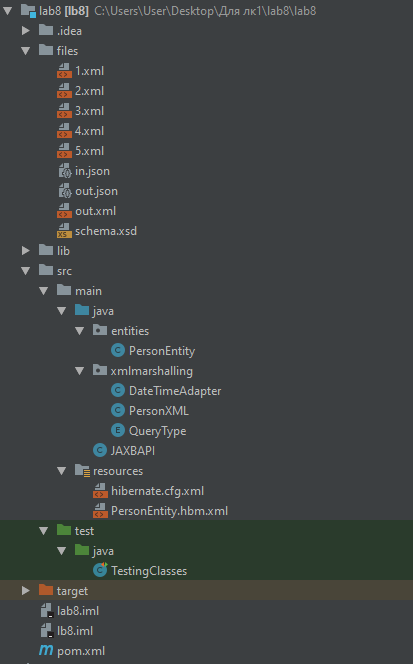 lab8 [lb8] C:\Users\User\Desktop\Для лк1\lab8\lab8
.idea
files
1.xml
2.xml
3.xml
4.xml
5.xml
in.json
out.json
out.xml
schema.xsd
lib
src
main
java
entities
PersonEntity
xmlmarshalling
DateTimeAdapter
PersonXML
QueryType
JAXBAPI
resources
hibernate.cfg.xml
PersonEntity.hbm.xml
test
java
TestingClasses
target
lab8.iml
lb8.iml
pom.xml